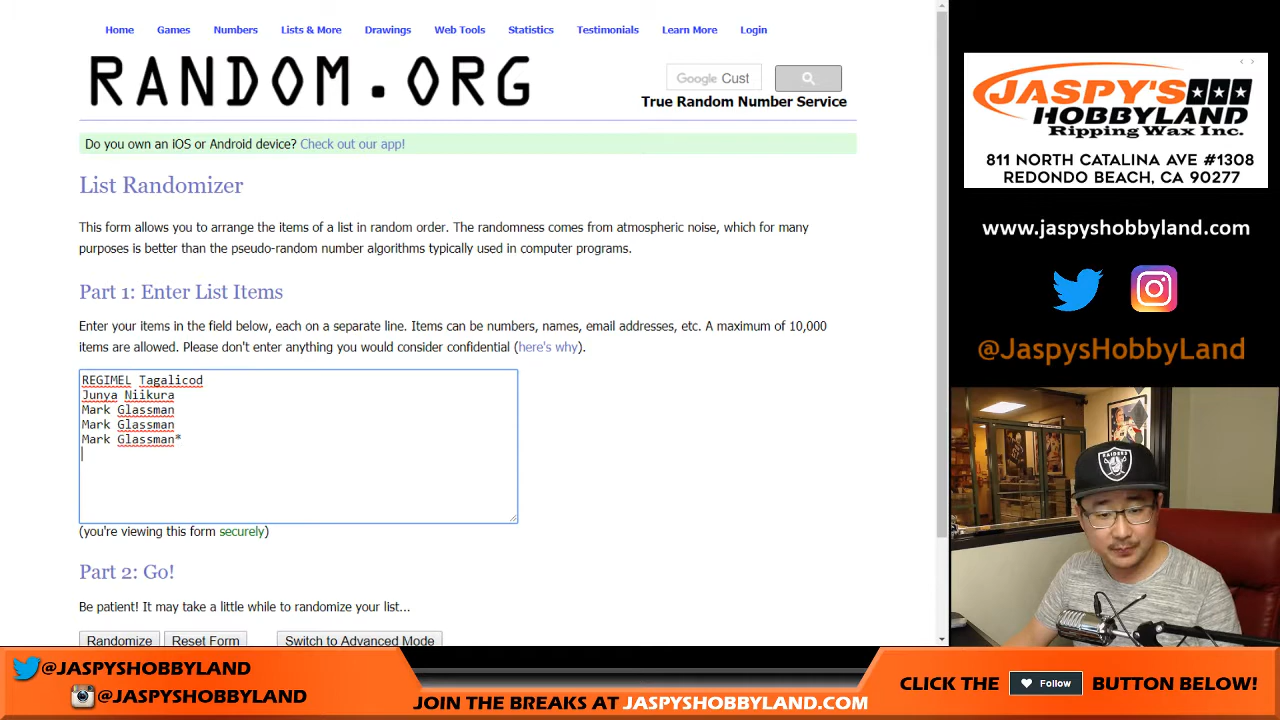 Home Games Numbers Lists & More Drawings Web Tools Statistics Testimonials Learn More Login
RANDOM.ORG
Google Cust
True Random Number Service
Do you own an iOS or Android device? Check out our app!
List Randomizer
This form allows you to arrange the items of a list in random order. The randomness comes from atmospheric noise, which for many
purposes is better than the pseudo-random number algorithms typically used in computer programs.
Part 1: Enter List Items
Enter your items in the field below, each on a separate line. Items can be numbers, names, email addresses, etc. A maximum of 10,000
items are allowed. Please don't enter anything you would consider confidential (here's why).
REGIMEL Tagalicod
Junya Niikura
Mark Glassman
Mark Glassman
Mark Glassman*
(you're viewing this form securely)
Part 2: Go!
Be patient! It may take a little while to randomize your list...
Randomize Reset Form Switch to Advanced Mode
JASPY'S
HOBBYLAND
Ripping Wax Inc.
811 NORTH CATALINA AVE #1308
REDONDO BEACH, CA 90277
www.jaspyshobbyland.com
@JaspysHobbyLand
RAIDERS
@JASPYSHOBBYLAND
@JASPYSHOBBYLAND
JOIN THE BREAKS AT JASPYSHOBBYLAND.COM
CLICK THE Follow BUTTON BELOW!